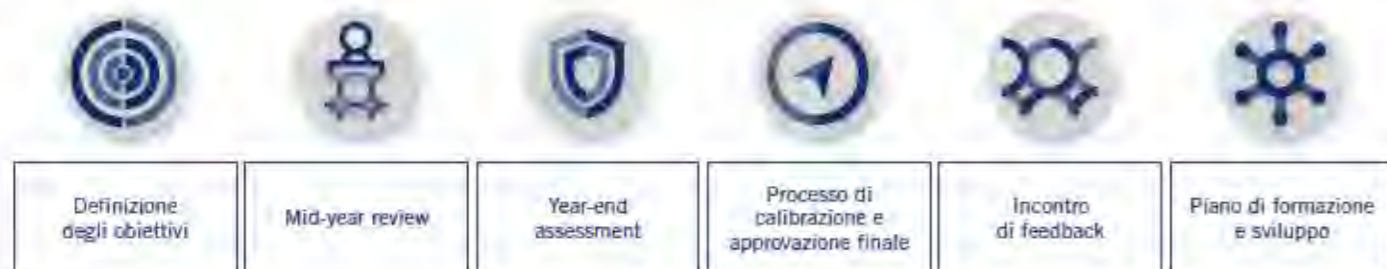 Definizione
degli obiettivi
Mid-year review
Year-end
assessment
Processo di
calibrazione e
approvazione finale
Incontro
di feedback
Piano di formazione
e sviluppo